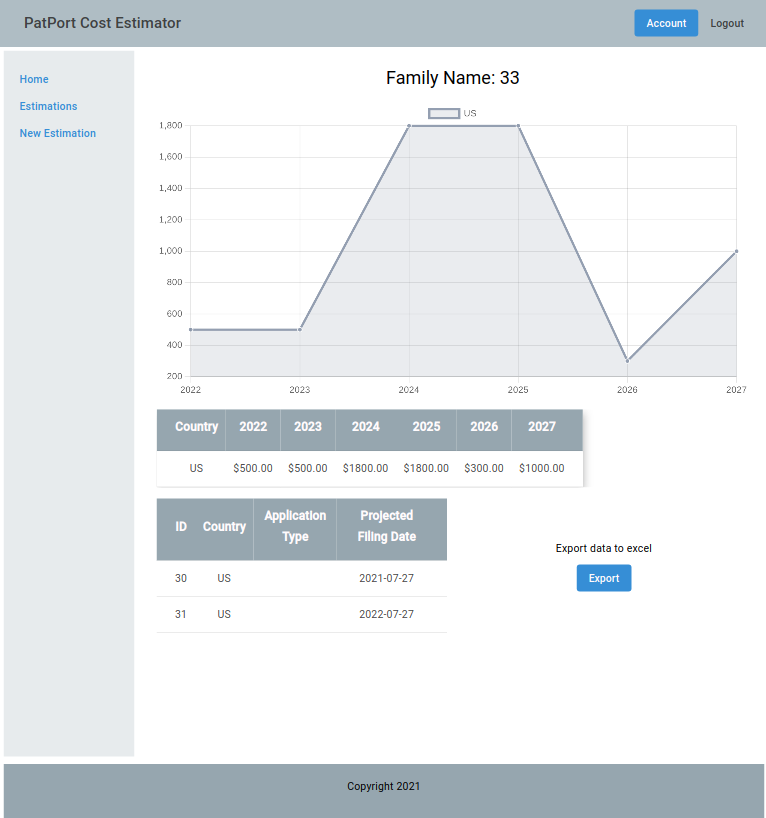 PatPort Cost Estimator
Account
Logout
Home
Estimations
New Estimation
Family Name: 33
US
1,800
1,600
1,400
1,200
1,000
800
600
400
200
2022 2023 2024 2025 2026 2027
Country 2022 2023 2024 2025 2026 2027
US $500.00 $500.00 $1800.00 $1800.00 $300.00 $1000.00
ID Country Application Type Projected Filing Date
30 US 2021-07-27
31 US 2022-07-27
Export data to excel
Export
Copyright 2021